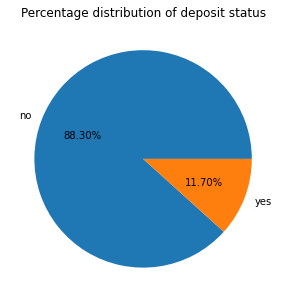 Percentage distribution of deposit status
no
88.30%
11.70%
yes